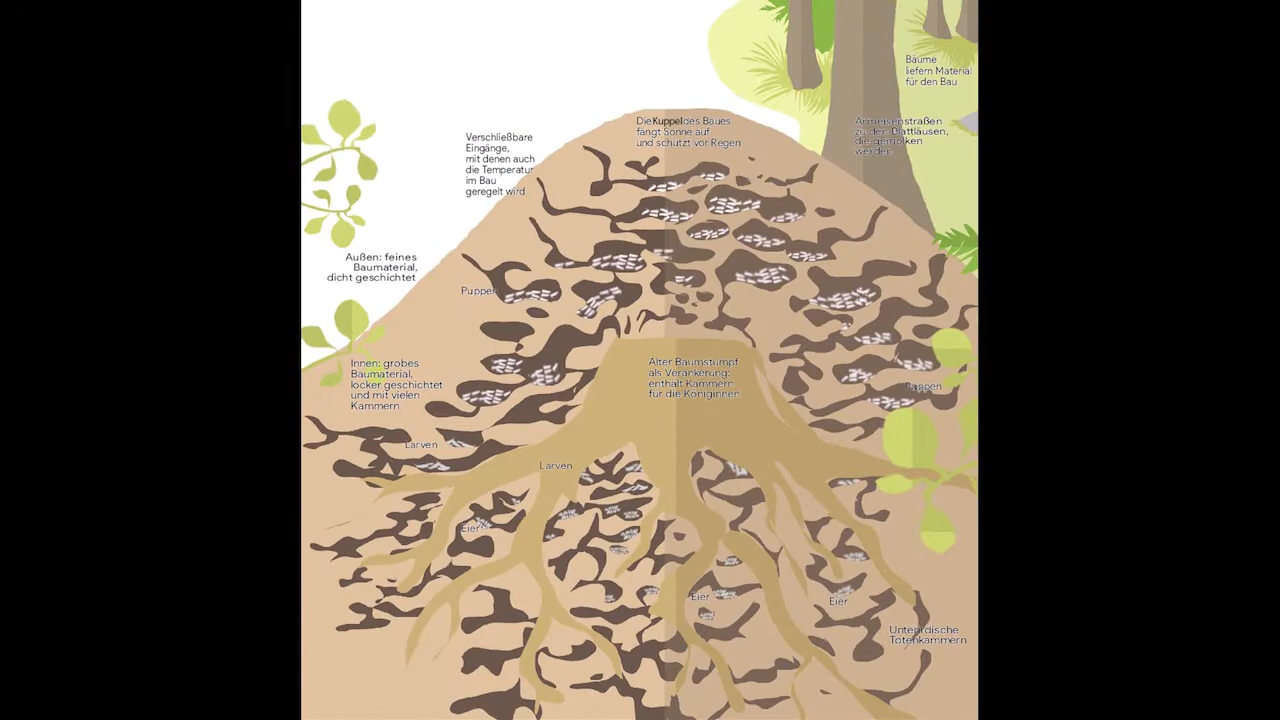 Bäume
liefern Material
für den Bau
Die Kuppel des Baues
fängt Sonne auf
und schutzt vor Regen
Ameisenstraßen
zu den Blattläusen,
die gemolken
werden
Verschließbare
Eingänge,
mit denen auch
die Temperatur
im Bau
geregelt wird
Außen: feines
Baumaterial,
dicht geschichtet
Puppen
Innen: grobes
Baumaterial,
locker geschichtet
und mit vielen
Kammern
Alter Baumstumpf
als Verankerung:
enthalt Kammern
für die Königinnen
Puppen
Larven
Larven
Eier
Eier
Eier
Unterirdische
Totenkammern